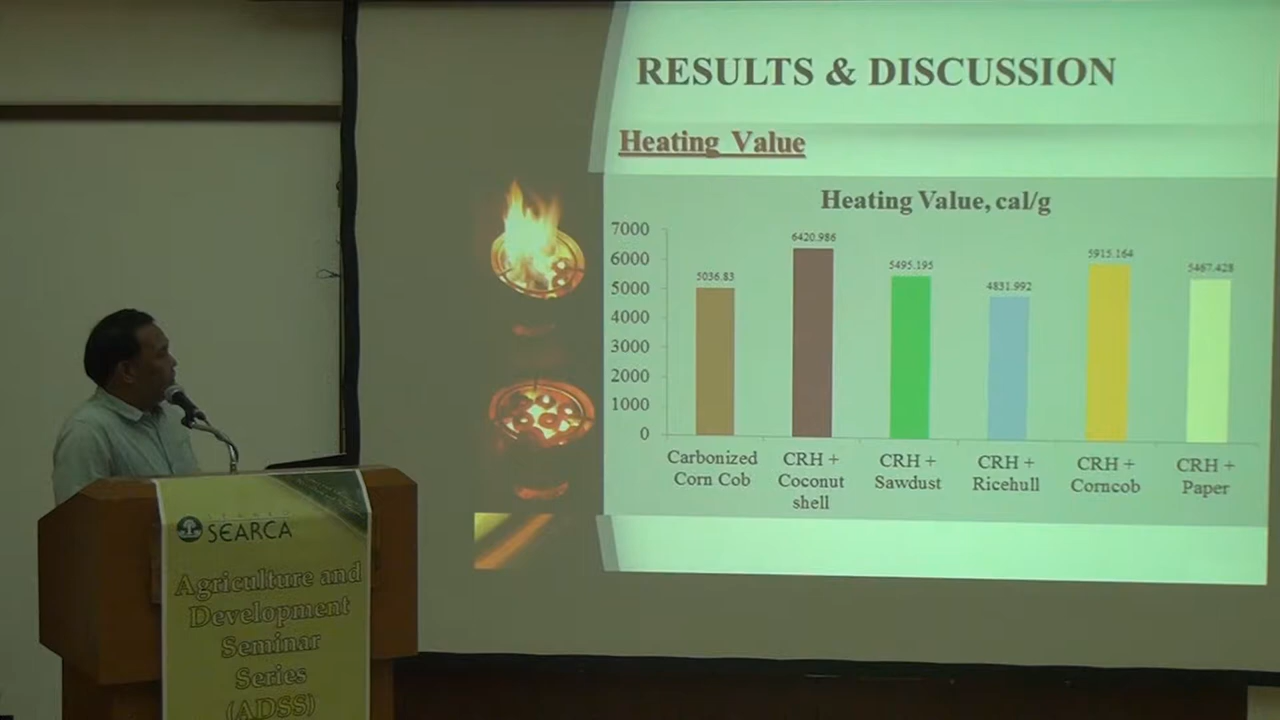 RESULTS & DISCUSSION
Heating Value
Heating Value, cal/g
7000
6000
5000
4000
3000
2000
1000
0
5036.83
6420.986
5495.195
4831.992
5915.164
5467.428
Carbonized
Corn Cob
CRH +
Coconut
shell
CRH +
Sawdust
CRH +
Ricehull
CRH +
Corncob
CRH +
Paper
SEARCA
Agriculture and
Development
Seminar
Series
(ADSS)